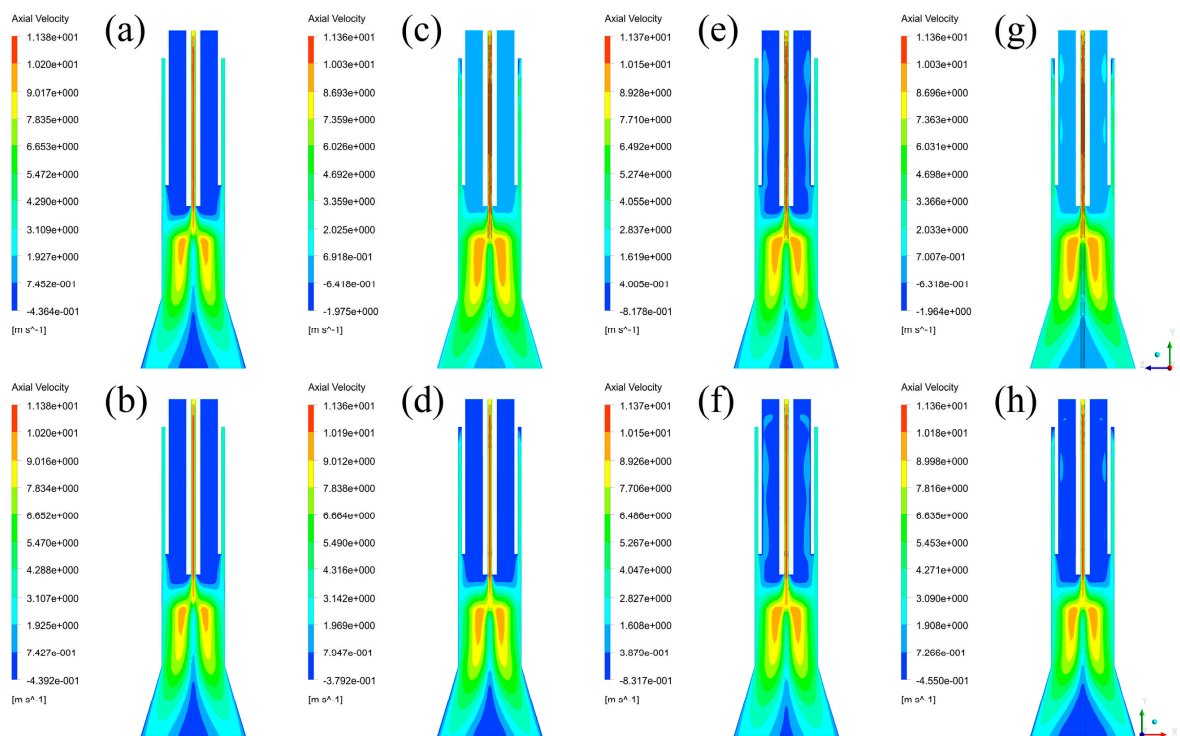 Axial Velocity
(a)
1.138e+001
1.020e+001
9.017e+000
7.835e+000
6.653e+000
5.472e+000
4.290e+000
3.109e+000
1.927e+000
7.452e-001
-4.364e-001
[m s^-1]
Axial Velocity
(c)
1.136e+001
1.003e+001
8.693e+000
7.359e+000
6.026e+000
4.692e+000
3.359e+000
2.025e+000
6.918e-001
-6.418e-001
-1.975e+000
[m s^-1]
Axial Velocity
(e)
1.137e+001
1.015e+001
8.928e+000
7.710e+000
6.492e+000
5.274e+000
4.055e+000
2.837e+000
1.619e+000
4.005e-001
-8.178e-001
[m s^-1]
Axial Velocity
(g)
1.136e+001
1.003e+001
8.696e+000
7.363e+000
6.031e+000
4.698e+000
3.366e+000
2.033e+000
7.007e-001
-6.318e-001
-1.964e+000
[m s^-1]
Y
Z
X
Axial Velocity
(b)
1.138e+001
1.020e+001
9.016e+000
7.834e+000
6.652e+000
5.470e+000
4.288e+000
3.107e+000
1.925e+000
7.427e-001
-4.392e-001
[m s^-1]
Axial Velocity
(d)
1.136e+001
1.019e+001
9.012e+000
7.838e+000
6.664e+000
5.490e+000
4.316e+000
3.142e+000
1.969e+000
7.947e-001
-3.792e-001
[m s^-1]
Axial Velocity
(f)
1.137e+001
1.015e+001
8.926e+000
7.706e+000
6.486e+000
5.267e+000
4.047e+000
2.827e+000
1.608e+000
3.879e-001
-8.317e-001
[m s^-1]
Axial Velocity
(h)
1.136e+001
1.018e+001
8.998e+000
7.816e+000
6.635e+000
5.453e+000
4.271e+000
3.090e+000
1.908e+000
7.266e-001
-4.550e-001
[m s^-1]
Y
Z
X